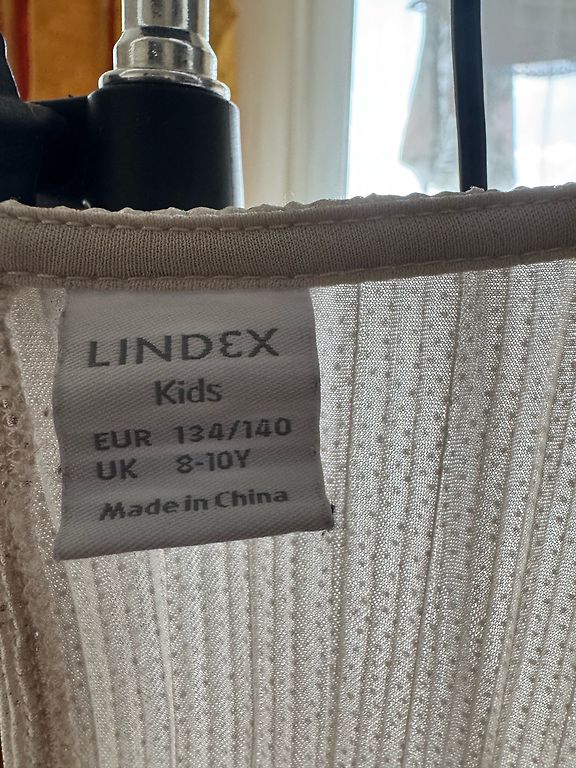 LINDEX
Kids
EUR 134/140
UK 8-10Y
Made in China